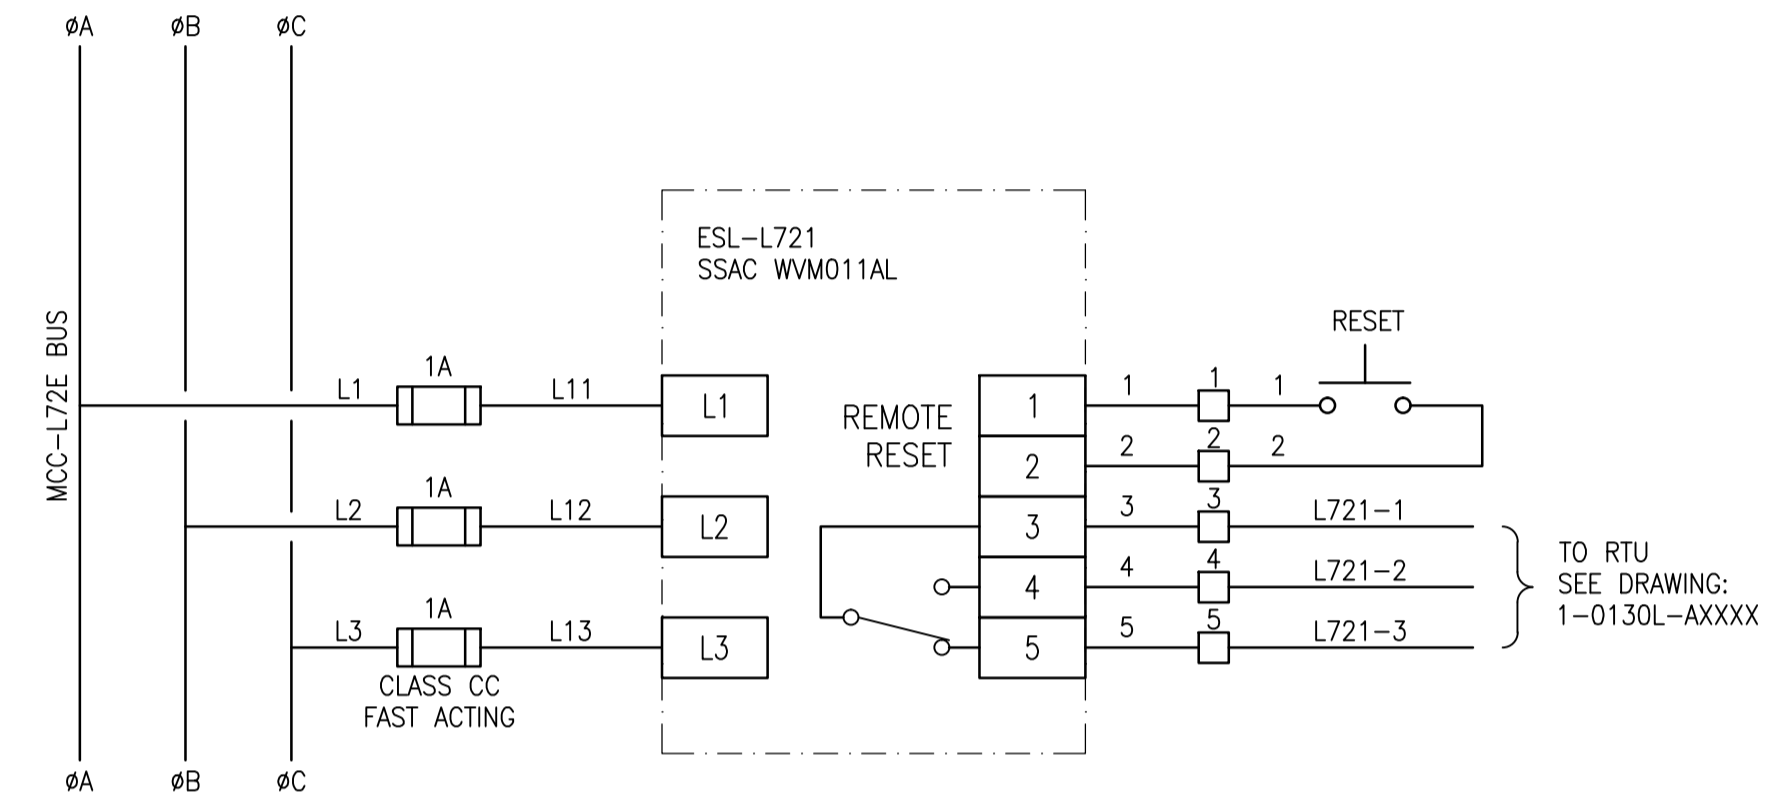 øA øB øC
MCC-L72E BUS
ESL-L721
SSAC WVM011AL
RESET
L1 1A L11 L1
REMOTE
RESET
1 1 1 1
2 2 2 2
L2 1A L12 L2
3 3 3 L721-1
4 4 4 L721-2
L3 1A L13 L3
5 5 5 L721-3
TO RTU
SEE DRAWING:
1-0130L-AXXXX
CLASS CC
FAST ACTING
øA øB øC